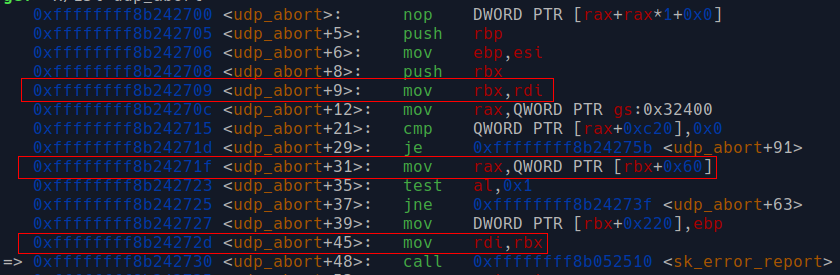 0xffffffff8b242700 <udp_abort>: nop DWORD PTR [rax+rax*1+0x0]
0xffffffff8b242705 <udp_abort+5>: push rbp
0xffffffff8b242706 <udp_abort+6>: mov ebp,esi
0xffffffff8b242708 <udp_abort+8>: push rbx
0xffffffff8b242709 <udp_abort+9>: mov rbx,rdi
0xffffffff8b24270c <udp_abort+12>: mov rax,QWORD PTR gs:0x32400
0xffffffff8b242715 <udp_abort+21>: cmp QWORD PTR [rax+0xc20],0x0
0xffffffff8b24271d <udp_abort+29>: je 0xffffffff8b24275b <udp_abort+91>
0xffffffff8b24271f <udp_abort+31>: mov rax,QWORD PTR [rbx+0x60]
0xffffffff8b242723 <udp_abort+35>: test al,0x1
0xffffffff8b242725 <udp_abort+37>: jne 0xffffffff8b24273f <udp_abort+63>
0xffffffff8b242727 <udp_abort+39>: mov DWORD PTR [rbx+0x220],ebp
0xffffffff8b24272d <udp_abort+45>: mov rdi,rbx
=> 0xffffffff8b242730 <udp_abort+48>: call 0xffffffff8b052510 <sk_error_report>